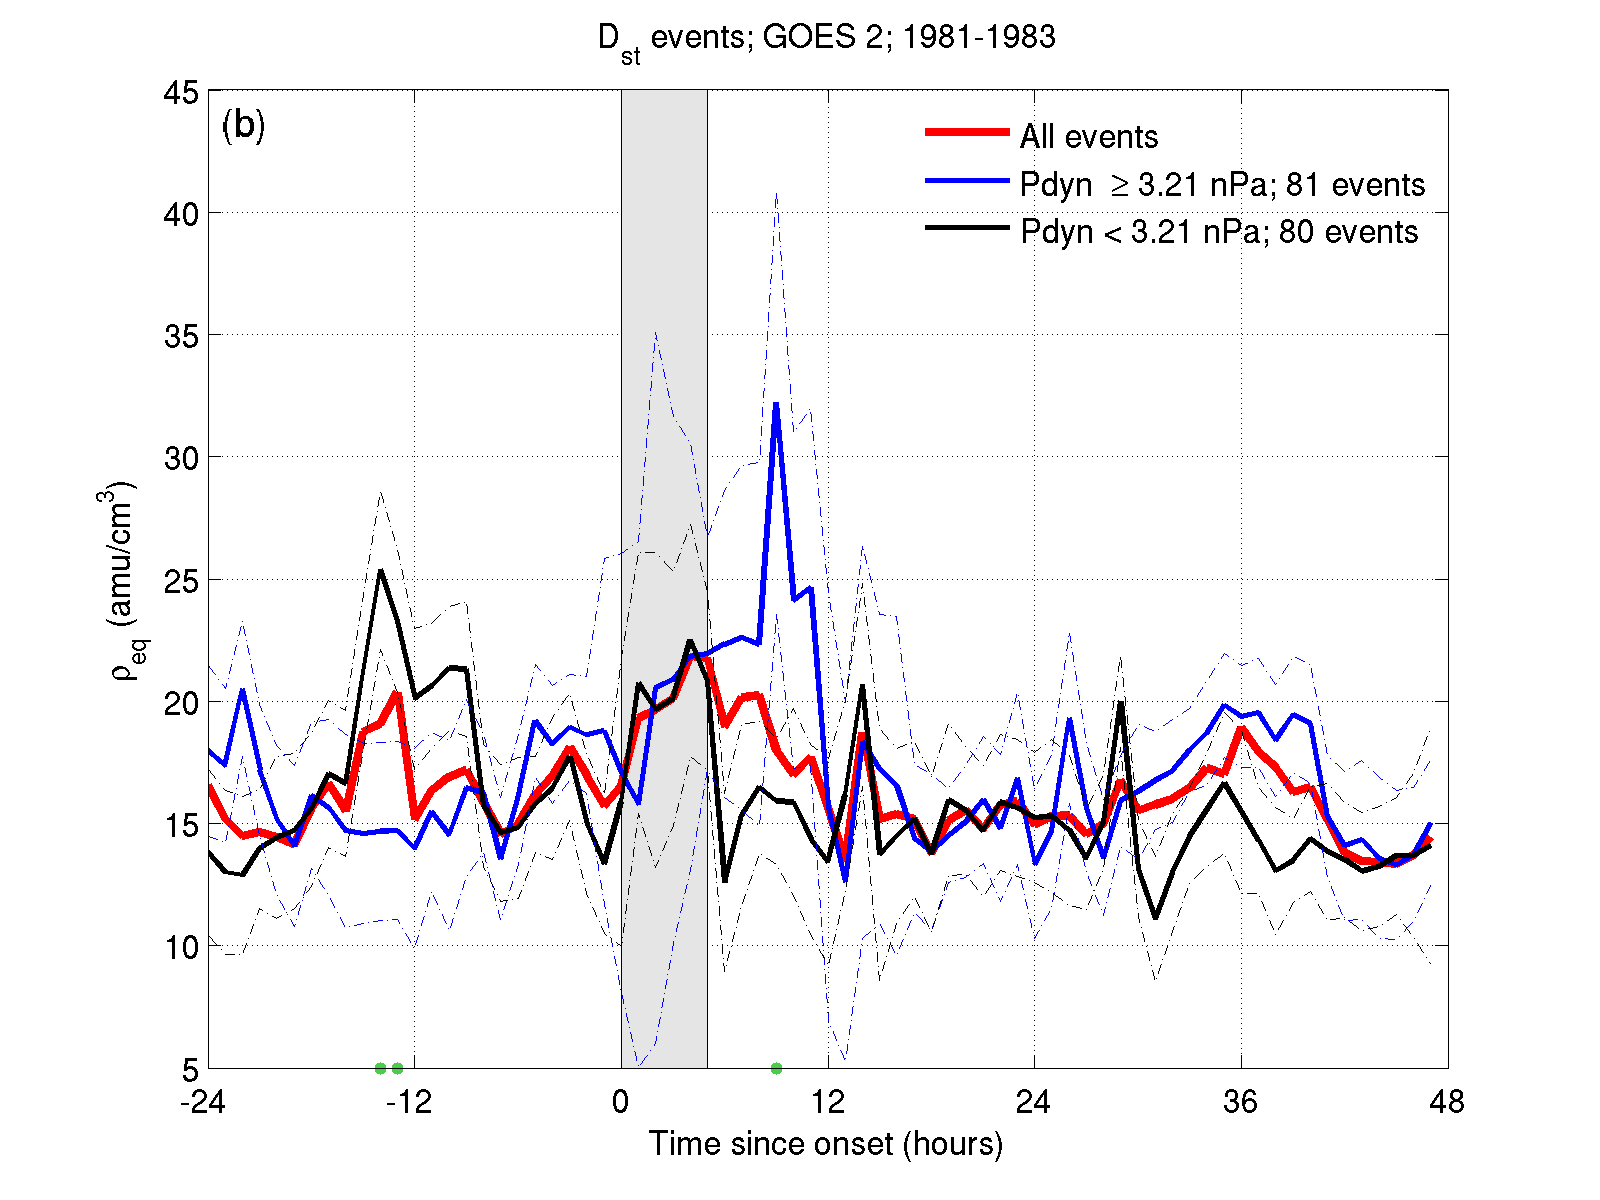 D_st events; GOES 2; 1981-1983
(b)
All events
Pdyn ≥ 3.21 nPa; 81 events
Pdyn < 3.21 nPa; 80 events
45
40
35
30
25
20
15
10
5
ρ_eq (amu/cm^3)
-24 -12 0 12 24 36 48
Time since onset (hours)